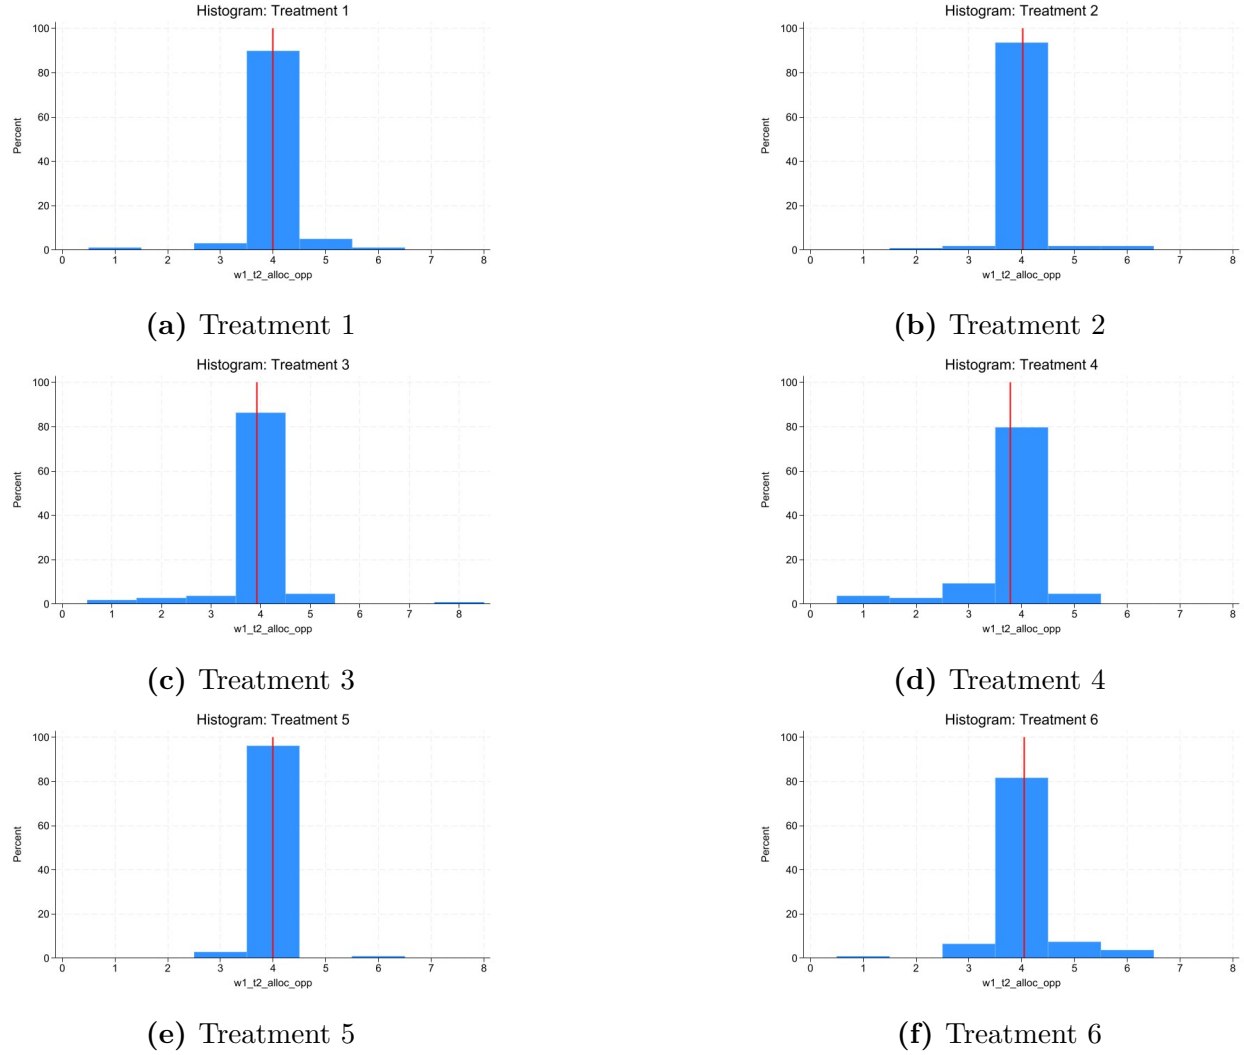 Histogram: Treatment 1
Percent
100
80
60
40
20
0
0 1 2 3 4 5 6 7 8
w1_t2_alloc_opp
(a) Treatment 1
Histogram: Treatment 2
Percent
100
80
60
40
20
0
0 1 2 3 4 5 6 7 8
w1_t2_alloc_opp
(b) Treatment 2
Histogram: Treatment 3
Percent
100
80
60
40
20
0
0 1 2 3 4 5 6 7 8
w1_t2_alloc_opp
(c) Treatment 3
Histogram: Treatment 4
Percent
100
80
60
40
20
0
0 1 2 3 4 5 6 7 8
w1_t2_alloc_opp
(d) Treatment 4
Histogram: Treatment 5
Percent
100
80
60
40
20
0
0 1 2 3 4 5 6 7 8
w1_t2_alloc_opp
(e) Treatment 5
Histogram: Treatment 6
Percent
100
80
60
40
20
0
0 1 2 3 4 5 6 7 8
w1_t2_alloc_opp
(f) Treatment 6